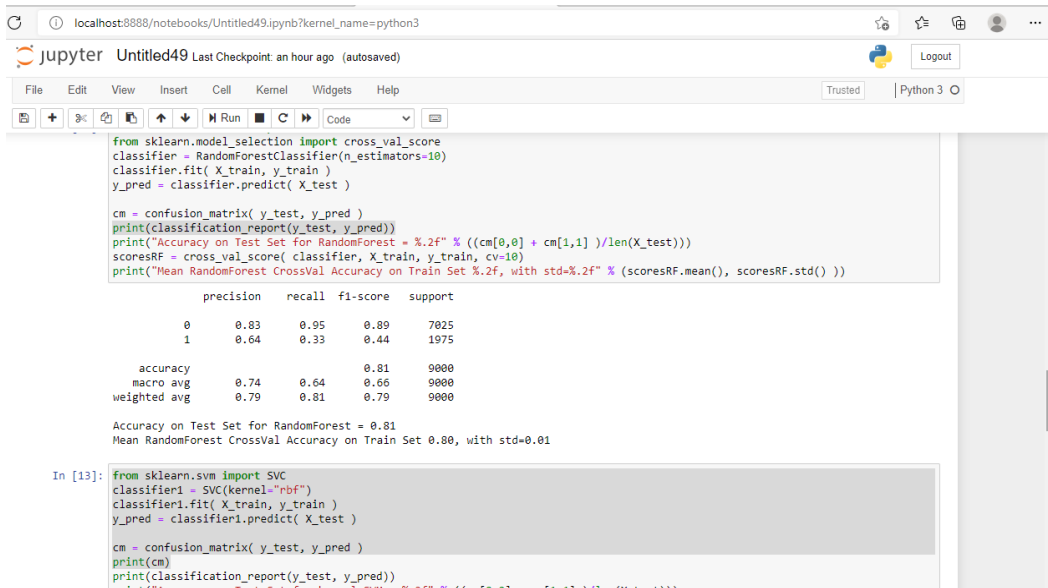 localhost:8888/notebooks/Untitled49.ipynb?kernel_name=python3
jupyter Untitled49 Last Checkpoint: an hour ago (autosaved)
Logout
File Edit View Insert Cell Kernel Widgets Help
Trusted
Python 3
Run
Code
from sklearn.model_selection import cross_val_score
classifier = RandomForestClassifier(n_estimators=10)
classifier.fit( X_train, y_train )
y_pred = classifier.predict( X_test )
cm = confusion_matrix( y_test, y_pred )
print(classification_report(y_test, y_pred))
print("Accuracy on Test Set for RandomForest = %.2f" % ((cm[0,0] + cm[1,1] )/len(X_test)))
scoresRF = cross_val_score( classifier, X_train, y_train, cv=10)
print("Mean RandomForest CrossVal Accuracy on Train Set %.2f, with std=%.2f" % (scoresRF.mean(), scoresRF.std() ))
precision recall f1-score support
0 0.83 0.95 0.89 7025
1 0.64 0.33 0.44 1975
accuracy 0.81 9000
macro avg 0.74 0.64 0.66 9000
weighted avg 0.79 0.81 0.79 9000
Accuracy on Test Set for RandomForest = 0.81
Mean RandomForest CrossVal Accuracy on Train Set 0.80, with std=0.01
In [13]:
from sklearn.svm import SVC
classifier1 = SVC(kernel="rbf")
classifier1.fit( X_train, y_train )
y_pred = classifier1.predict( X_test )
cm = confusion_matrix( y_test, y_pred )
print(cm)
print(classification_report(y_test, y_pred))